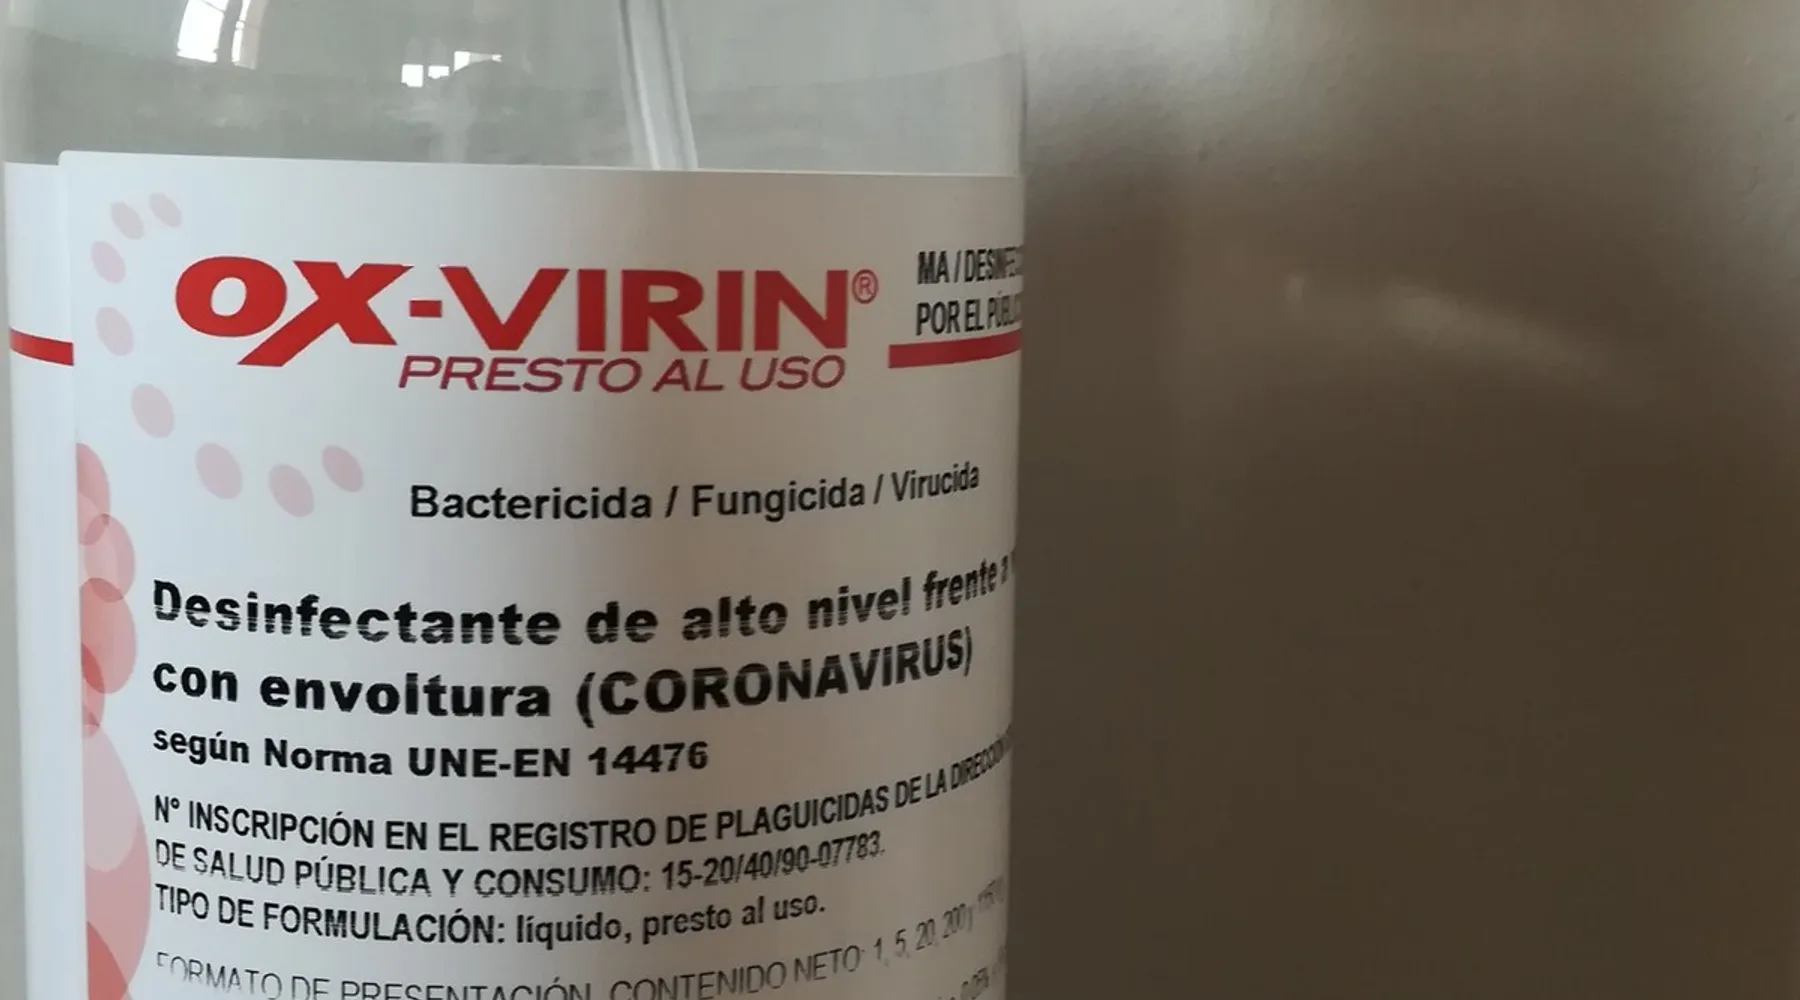 OX-VIRIN®
PRESTO AL USO
MA / DESINFEC
POR EL PÚBLI
Bactericida / Fungicida / Virucida
Desinfectante de alto nivel frente a
con envoltura (CORONAVIRUS)
según Norma UNE-EN 14476
N° INSCRIPCIÓN EN EL REGISTRO DE PLAGUICIDAS DE LA DIRECCIÓN
DE SALUD PÚBLICA Y CONSUMO: 15-20/40/90-07783.
TIPO DE FORMULACIÓN: líquido, presto al uso.
FORMATO DE PRESENTACIÓN, CONTENIDO NETO: 1, 5, 20, 200 y